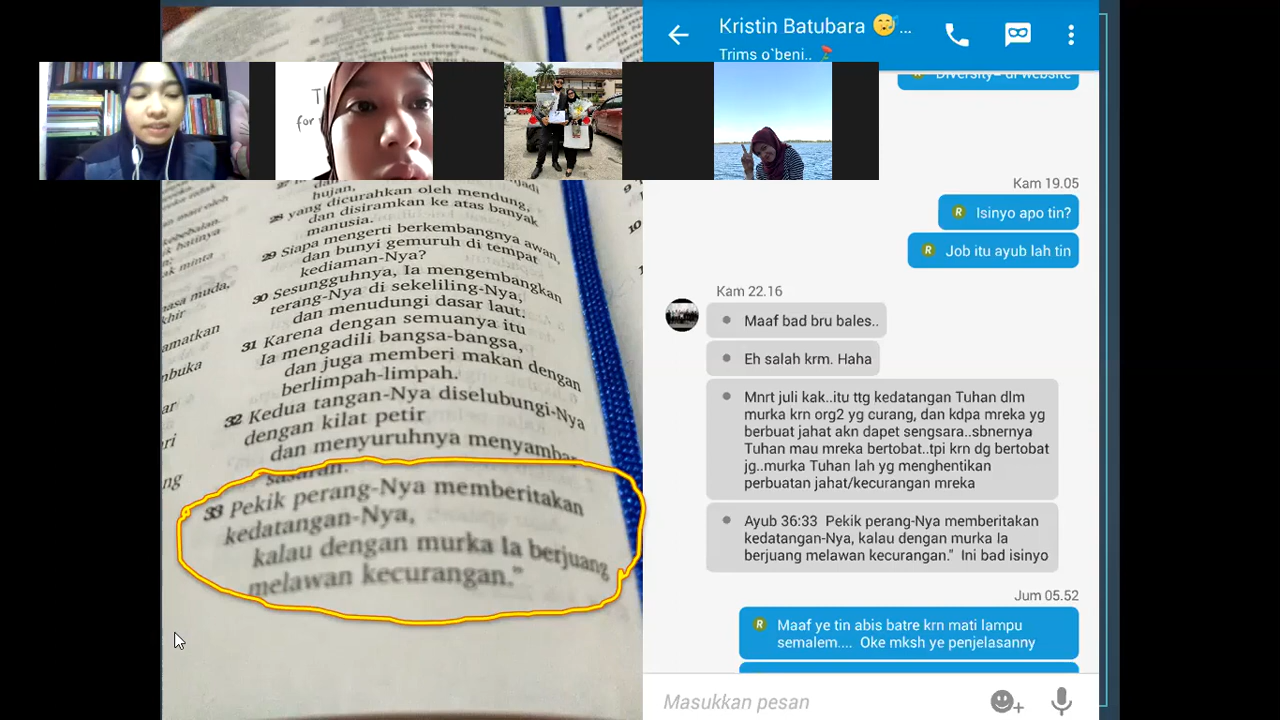 hujan,
28 yang dicurahkan oleh mendung,
dan disiramkan ke atas banyak
manusia.
29 Siapa mengerti berkembangnya awan,
dan bunyi gemuruh di tempat
kediaman-Nya?
30 Sesungguhnya, Ia mengembangkan
terang-Nya di sekeliling-Nya,
dan menudungi dasar laut.
31 Karena dengan semuanya itu
Ia mengadili bangsa-bangsa,
dan juga memberi makan dengan
berlimpah-limpah.
32 Kedua tangan-Nya diselubungi-Nya
dengan kilat petir
dan menyuruhnya menyambar
sasaran.
33 Pekik perang-Nya memberitakan
kedatangan-Nya,
kalau dengan murka Ia berjuang
melawan kecurangan."
Kristin Batubara
Trims o`beni..
Diversity= di website
Kam 19.05
R Isinyo apo tin?
R Job itu ayub lah tin
Kam 22.16
Maaf bad bru bales..
Eh salah krm. Haha
Mnrt juli kak..itu ttg kedatangan Tuhan dlm
murka krn org2 yg curang, dan kdpa mreka yg
berbuat jahat akn dapet sengsara..sbnernya
Tuhan mau mreka bertobat..tpi krn dg bertobat
jg..murka Tuhan lah yg menghentikan
perbuatan jahat/kecurangan mreka
Ayub 36:33 Pekik perang-Nya memberitakan
kedatangan-Nya, kalau dengan murka Ia
berjuang melawan kecurangan." Ini bad isinyo
Jum 05.52
R Maaf ye tin abis batre krn mati lampu
semalem.... Oke mksh ye penjelasanny
Masukkan pesan